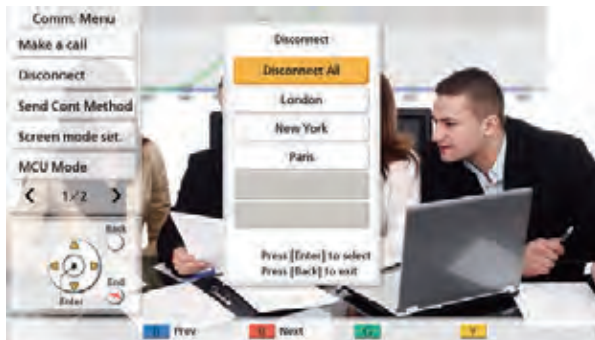 Comm. Menu
Make a call
Disconnect
Send Cont Method
Screen mode set.
MCU Mode
1/2
Back
End
Enter
Disconnect
Disconnect All
London
New York
Paris
Press [Enter] to select
Press [Back] to exit
B Prev
R Next
G
Y